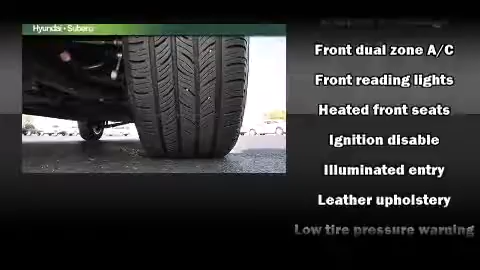 Hyundai • Subaru
Front dual zone A/C
Front reading lights
Heated front seats
Ignition disable
Illuminated entry
Leather upholstery
Low tire pressure warning